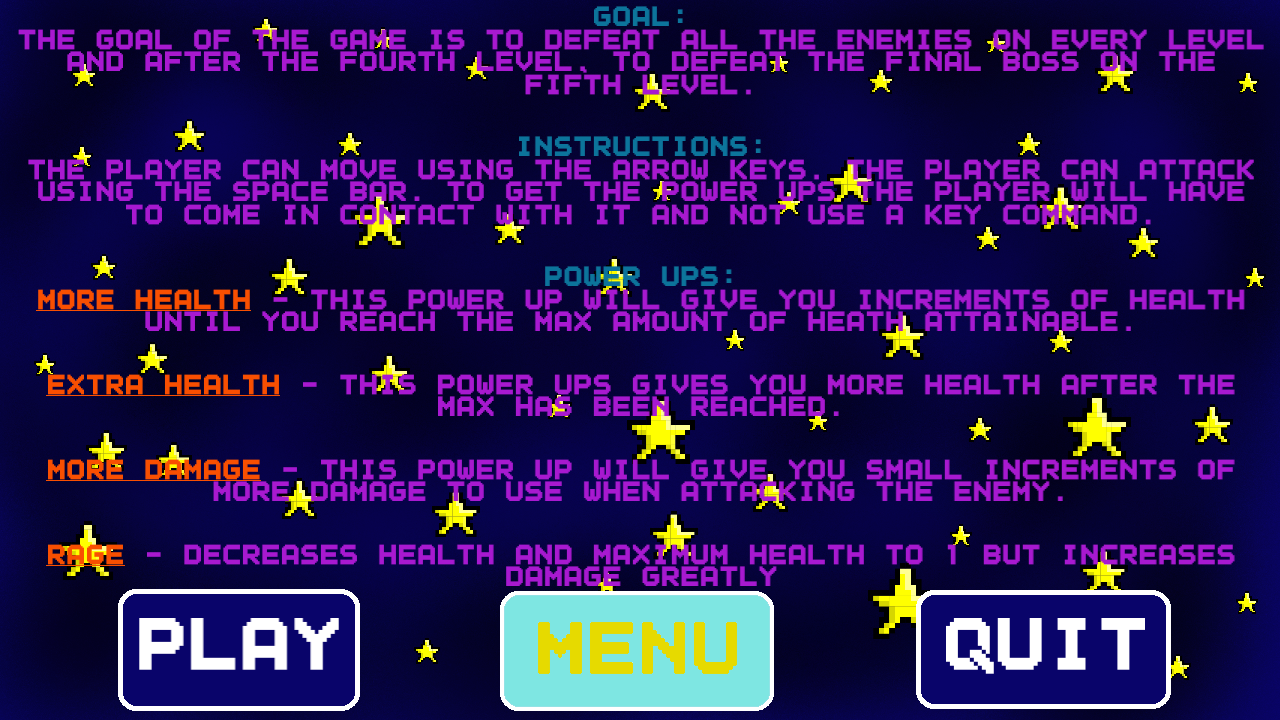 GOAL:
THE GOAL OF THE GAME IS TO DEFEAT ALL THE ENEMIES ON EVERY LEVEL
AND AFTER THE FOURTH LEVEL, TO DEFEAT THE FINAL BOSS ON THE
FIFTH LEVEL.
INSTRUCTIONS:
THE PLAYER CAN MOVE USING THE ARROW KEYS. THE PLAYER CAN ATTACK
USING THE SPACE BAR. TO GET THE POWER UPS THE PLAYER WILL HAVE
TO COME IN CONTACT WITH IT AND NOT USE A KEY COMMAND.
POWER UPS:
MORE HEALTH - THIS POWER UP WILL GIVE YOU INCREMENTS OF HEALTH
UNTIL YOU REACH THE MAX AMOUNT OF HEATH ATTAINABLE.
EXTRA HEALTH - THIS POWER UPS GIVES YOU MORE HEALTH AFTER THE
MAX HAS BEEN REACHED.
MORE DAMAGE - THIS POWER UP WILL GIVE YOU SMALL INCREMENTS OF
MORE DAMAGE TO USE WHEN ATTACKING THE ENEMY.
RAGE - DECREASES HEALTH AND MAXIMUM HEALTH TO 1 BUT INCREASES
DAMAGE GREATLY
PLAY MENU QUIT